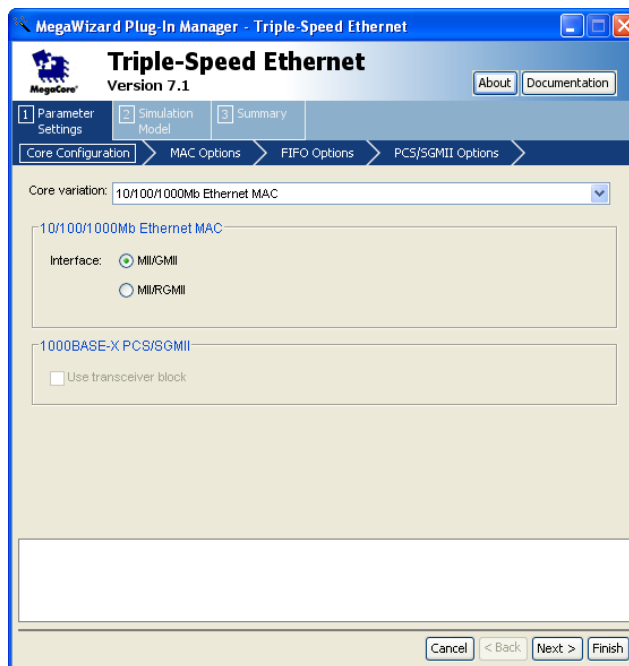 MegaWizard Plug-In Manager - Triple-Speed Ethernet
MegaCore®
Triple-Speed Ethernet
Version 7.1
About
Documentation
1 Parameter Settings
2 Simulation Model
3 Summary
Core Configuration
MAC Options
FIFO Options
PCS/SGMII Options
Core variation: 10/100/1000Mb Ethernet MAC
10/100/1000Mb Ethernet MAC
Interface:
MII/GMII
MII/RGMII
1000BASE-X PCS/SGMII
Use transceiver block
Cancel
< Back
Next >
Finish